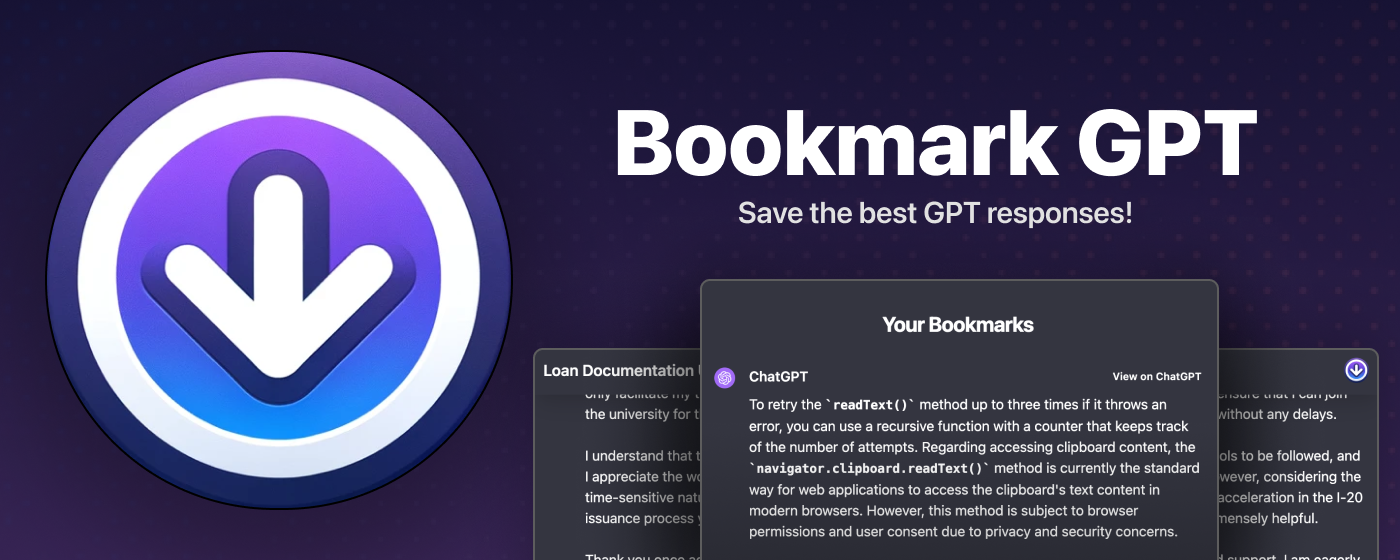 Bookmark GPT
Save the best GPT responses!
Your Bookmarks
ChatGPT
View on ChatGPT
To retry the `readText()` method up to three times if it throws an
error, you can use a recursive function with a counter that keeps track
of the number of attempts. Regarding accessing clipboard content, the
`navigator.clipboard.readText()` method is currently the standard
way for web applications to access the clipboard's text content in
modern browsers. However, this method is subject to browser
permissions and user consent due to privacy and security concerns.
Loan Documentation
only facilitate my
the university for
I understand that
I appreciate the
time-sensitive
issuance process
Thank you once
ensure that I can join
without any delays.
to be followed, and
considering the
acceleration in the I-20
helpful.
support. I am eagerly